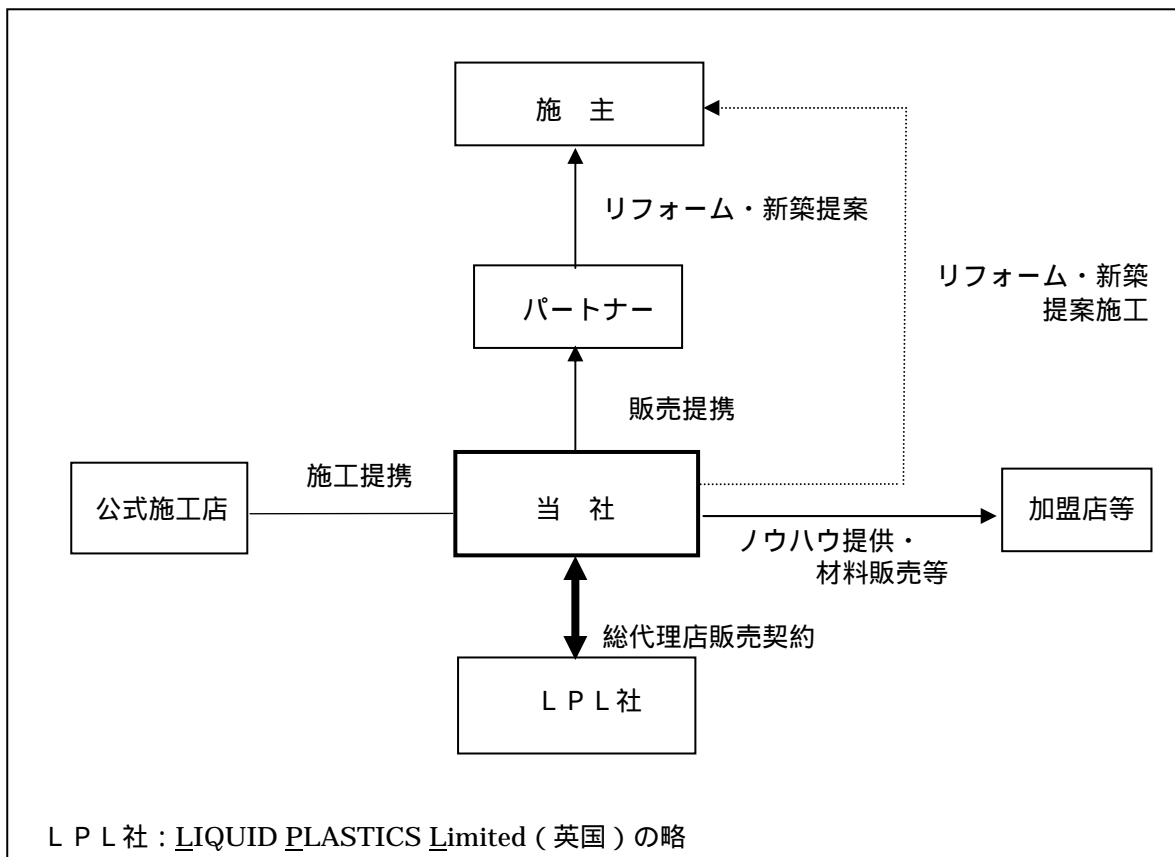 施　主
リフォーム・新築提案
パートナー
リフォーム・新築
提案施工
販売提携
公式施工店
施工提携
当　社
加盟店等
ノウハウ提供・
材料販売等
総代理店販売契約
ＬＰＬ社
ＬＰＬ社：LIQUID PLASTICS Limited（英国）の略